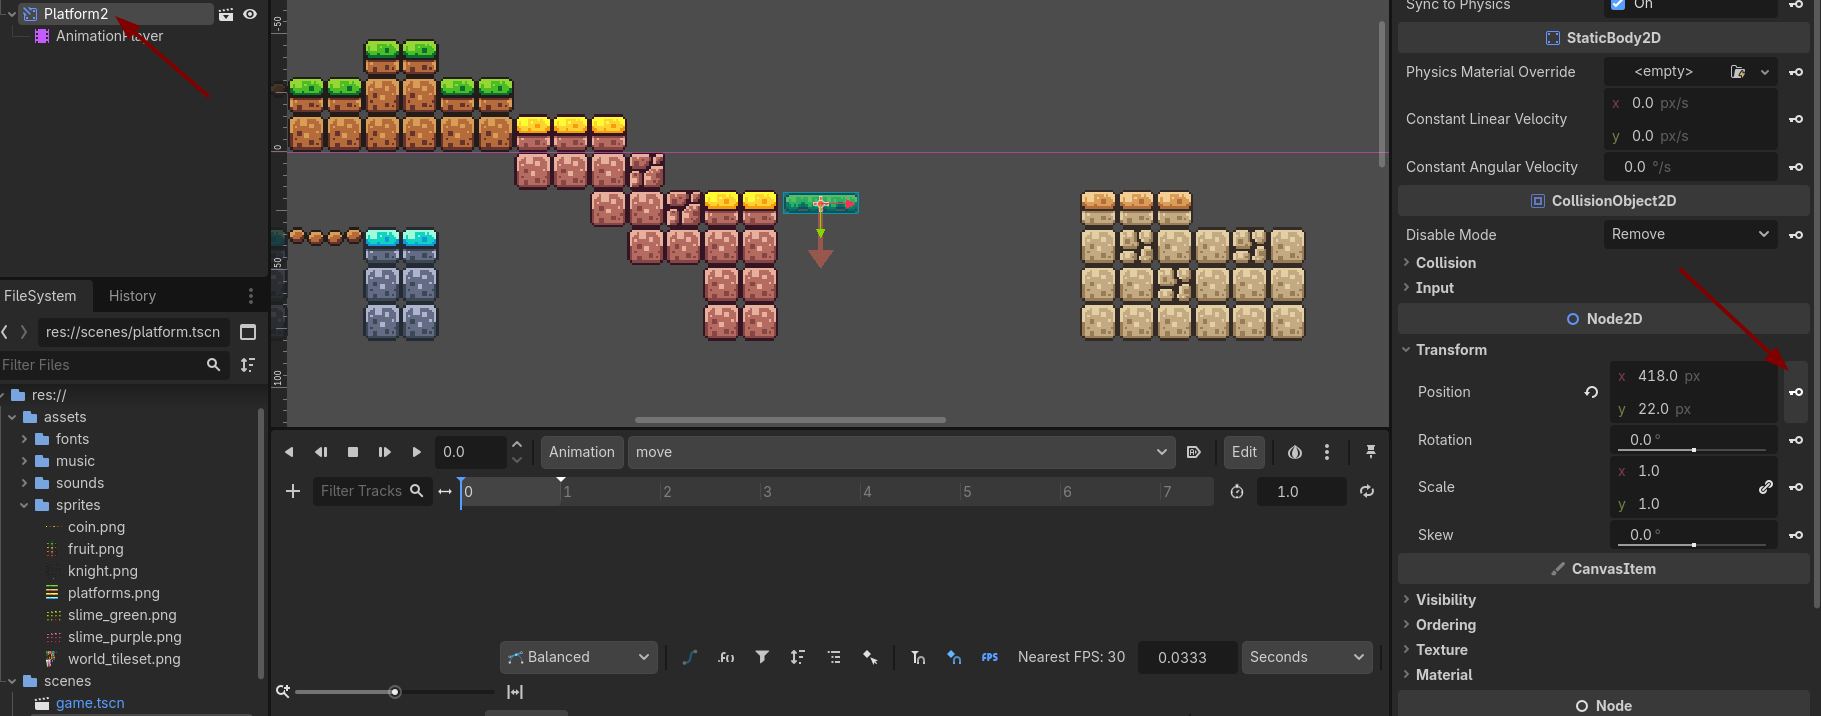 Platform2
AnimationPlayer
FileSystem
History
res://scenes/platform.tscn
Filter Files
res://
assets
fonts
music
sounds
sprites
coin.png
fruit.png
knight.png
platforms.png
slime_green.png
slime_purple.png
world_tileset.png
scenes
game.tscn
-50
0
50
100
0.0
Animation
move
Edit
Filter Tracks
0 1 2 3 4 5 6 7
1.0
Balanced
.f()
FPS
Nearest FPS: 30
0.0333
Seconds
Sync to Physics
On
StaticBody2D
Physics Material Override
<empty>
Constant Linear Velocity
x 0.0 px/s
y 0.0 px/s
Constant Angular Velocity
0.0 °/s
CollisionObject2D
Disable Mode
Remove
Collision
Input
Node2D
Transform
Position
x 418.0 px
y 22.0 px
Rotation
0.0 °
Scale
x 1.0
y 1.0
Skew
0.0 °
CanvasItem
Visibility
Ordering
Texture
Material
Node